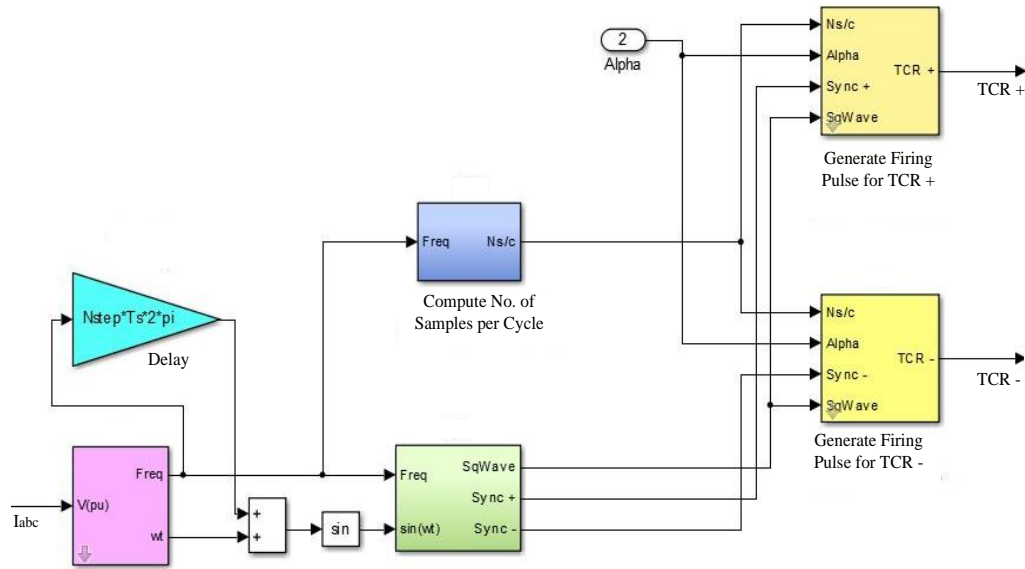 2
Alpha
Ns/c
Alpha
Sync +
SqWave
TCR +
TCR +
Generate Firing
Pulse for TCR +
Freq
Ns/c
Compute No. of
Samples per Cycle
Nstep*Ts*2*pi
Delay
Ns/c
Alpha
Sync -
SqWave
TCR -
TCR -
Generate Firing
Pulse for TCR -
Iabc
V(pu)
Freq
wt
+
+
sin
Freq
sin(wt)
SqWave
Sync +
Sync -